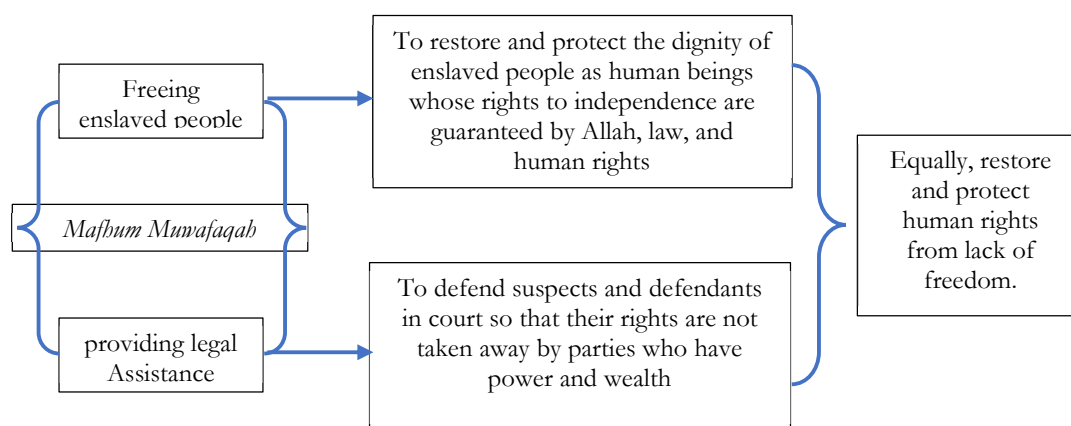 Freeing
enslaved people
To restore and protect the dignity of
enslaved people as human beings
whose rights to independence are
guaranteed by Allah, law, and
human rights
Mafhum Muwafaqah
Equally, restore
and protect
human rights
from lack of
freedom.
providing legal
Assistance
To defend suspects and defendants
in court so that their rights are not
taken away by parties who have
power and wealth